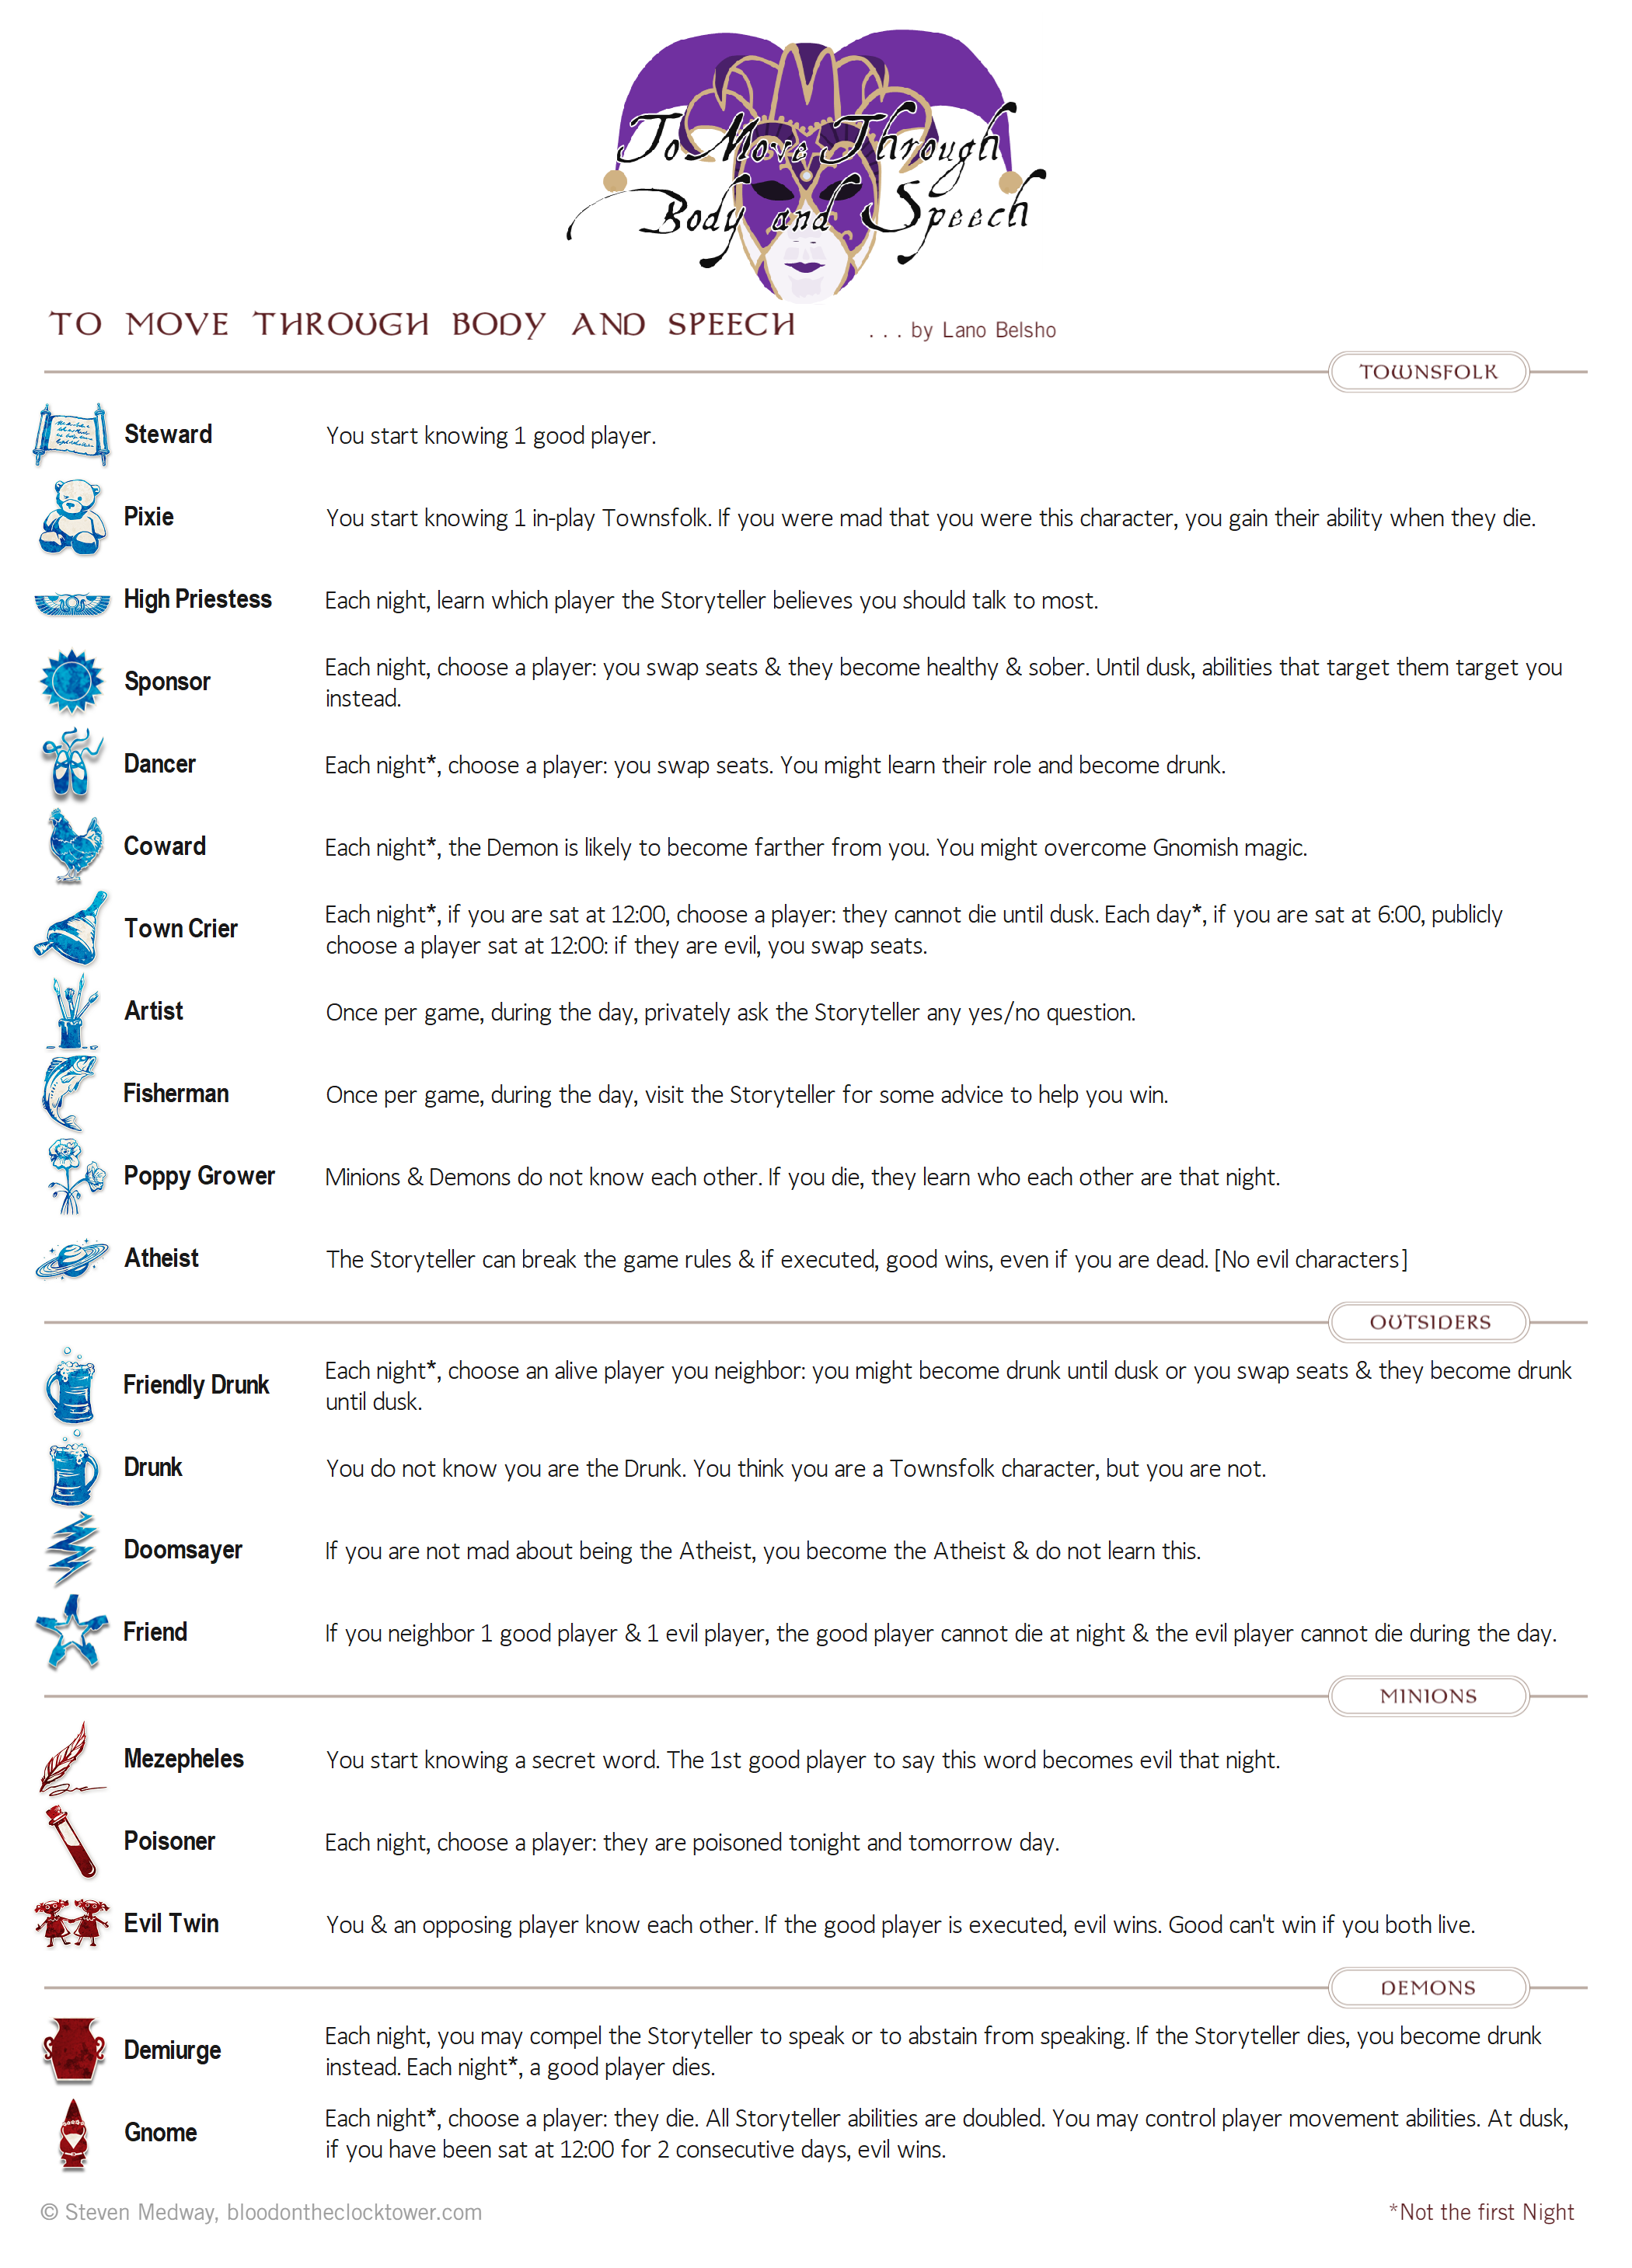 To Move Through
Body and Speech
TO MOVE THROUGH BODY AND SPEECH . . . by Lano Belsho
TOWNSFOLK
Steward You start knowing 1 good player.
Pixie You start knowing 1 in-play Townsfolk. If you were mad that you were this character, you gain their ability when they die.
High Priestess Each night, learn which player the Storyteller believes you should talk to most.
Sponsor Each night, choose a player: you swap seats & they become healthy & sober. Until dusk, abilities that target them target you
instead.
Dancer Each night*, choose a player: you swap seats. You might learn their role and become drunk.
Coward Each night*, the Demon is likely to become farther from you. You might overcome Gnomish magic.
Town Crier Each night*, if you are sat at 12:00, choose a player: they cannot die until dusk. Each day*, if you are sat at 6:00, publicly
choose a player sat at 12:00: if they are evil, you swap seats.
Artist Once per game, during the day, privately ask the Storyteller any yes/no question.
Fisherman Once per game, during the day, visit the Storyteller for some advice to help you win.
Poppy Grower Minions & Demons do not know each other. If you die, they learn who each other are that night.
Atheist The Storyteller can break the game rules & if executed, good wins, even if you are dead. [No evil characters]
OUTSIDERS
Friendly Drunk Each night*, choose an alive player you neighbor: you might become drunk until dusk or you swap seats & they become drunk
until dusk.
Drunk You do not know you are the Drunk. You think you are a Townsfolk character, but you are not.
Doomsayer If you are not mad about being the Atheist, you become the Atheist & do not learn this.
Friend If you neighbor 1 good player & 1 evil player, the good player cannot die at night & the evil player cannot die during the day.
MINIONS
Mezepheles You start knowing a secret word. The 1st good player to say this word becomes evil that night.
Poisoner Each night, choose a player: they are poisoned tonight and tomorrow day.
Evil Twin You & an opposing player know each other. If the good player is executed, evil wins. Good can't win if you both live.
DEMONS
Demiurge Each night, you may compel the Storyteller to speak or to abstain from speaking. If the Storyteller dies, you become drunk
instead. Each night*, a good player dies.
Gnome Each night*, choose a player: they die. All Storyteller abilities are doubled. You may control player movement abilities. At dusk,
if you have been sat at 12:00 for 2 consecutive days, evil wins.
© Steven Medway, bloodontheclocktower.com *Not the first Night